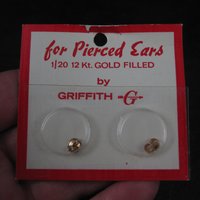 for Pierced Ears
1/20 12 Kt. GOLD FILLED
by
GRIFFITH G